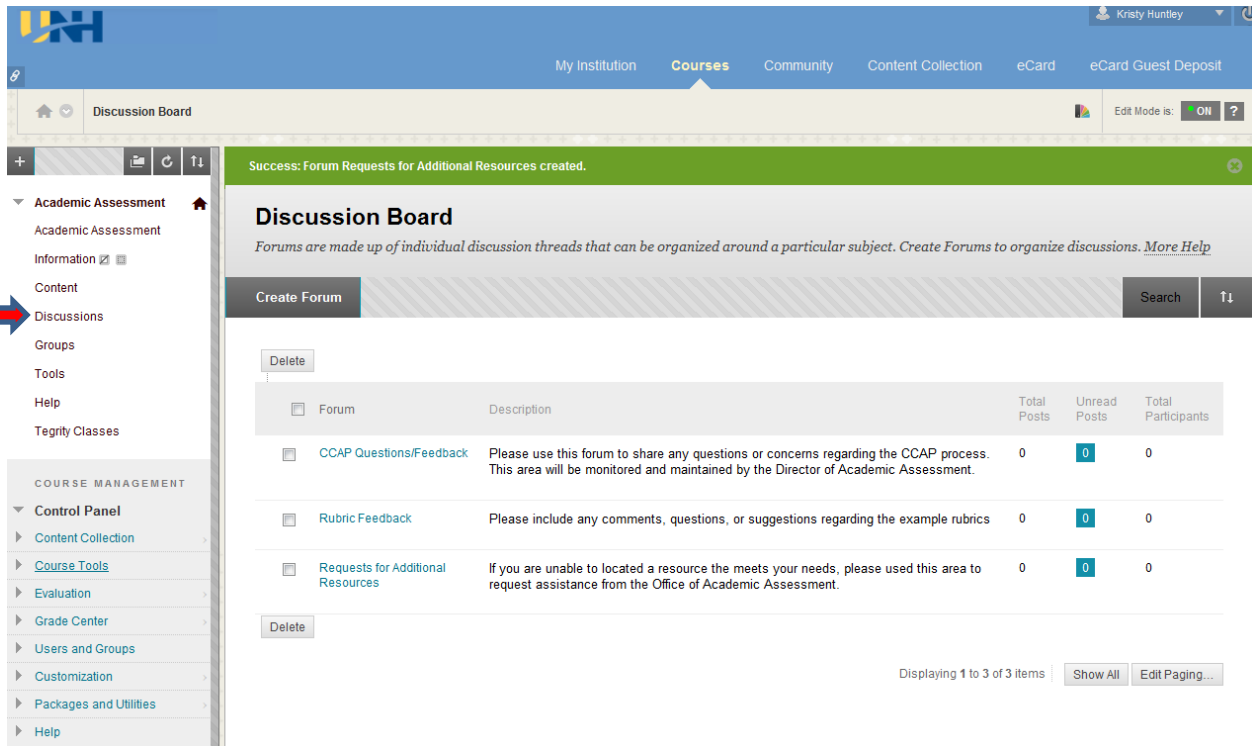 UNH
Kristy Huntley
My Institution Courses Community Content Collection eCard eCard Guest Deposit
Discussion Board
Edit Mode is: ON ?
Success: Forum Requests for Additional Resources created.
Academic Assessment
Academic Assessment
Information
Content
Discussions
Groups
Tools
Help
Tegrity Classes
COURSE MANAGEMENT
Control Panel
Content Collection
Course Tools
Evaluation
Grade Center
Users and Groups
Customization
Packages and Utilities
Help
Discussion Board
Forums are made up of individual discussion threads that can be organized around a particular subject. Create Forums to organize discussions. More Help
Create Forum
Search
Delete
Forum Description Total Posts Unread Posts Total Participants
CCAP Questions/Feedback Please use this forum to share any questions or concerns regarding the CCAP process. 0 0 0
This area will be monitored and maintained by the Director of Academic Assessment.
Rubric Feedback Please include any comments, questions, or suggestions regarding the example rubrics 0 0 0
Requests for Additional If you are unable to located a resource the meets your needs, please used this area to 0 0 0
Resources request assistance from the Office of Academic Assessment.
Delete
Displaying 1 to 3 of 3 items Show All Edit Paging...